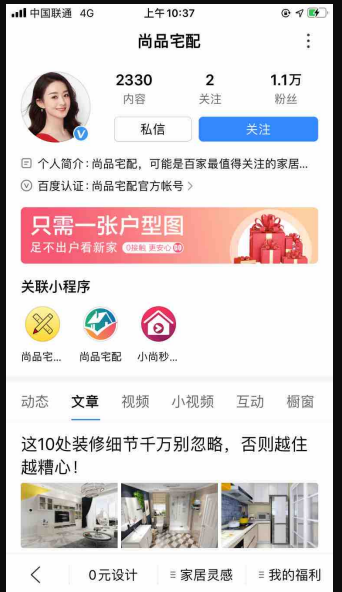 中国联通 4G 上午10:37
尚品宅配
2330 2 1.1万
内容 关注 粉丝
私信 关注
个人简介:尚品宅配，可能是百家最值得关注的家居...
百度认证:尚品宅配官方帐号
只需一张户型图
足不出户看新家 0接触 更安心
关联小程序
尚品宅... 尚品宅配 小尚秒...
动态 文章 视频 小视频 互动 橱窗
这10处装修细节千万别忽略，否则越住
越糟心！
0元设计 家居灵感 我的福利